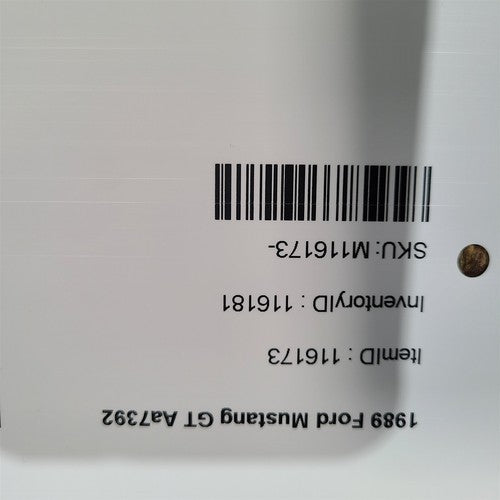 1989 Ford Mustang GT Aa7392
ItemID : 116173
InventoryID : 116181
SKU: M116173-